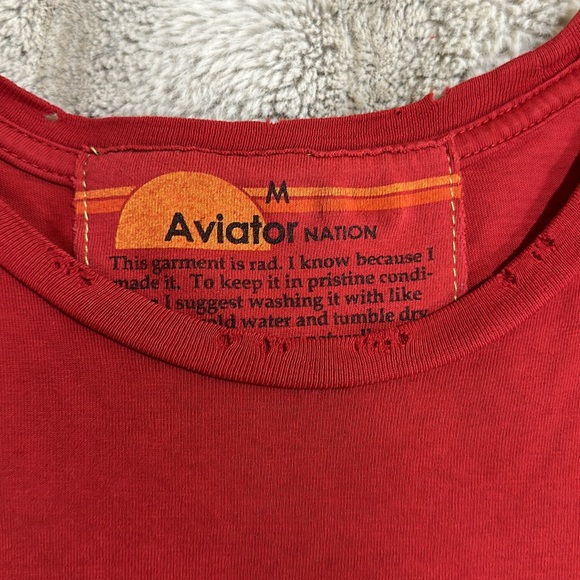 M
Aviator NATION
This garment is rad. I know because I
made it. To keep it in pristine condi-
I suggest washing it with like
cold water and tumble dry